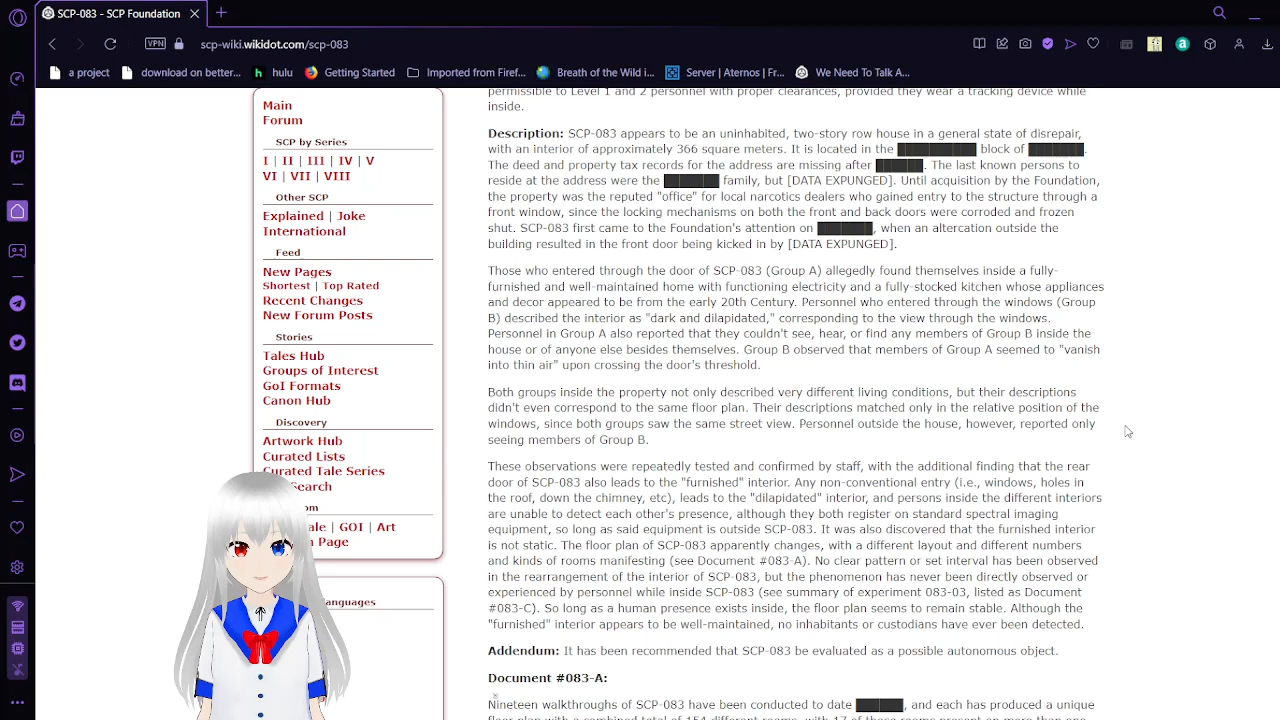 SCP-083 - SCP Foundation
VPN
scp-wiki.wikidot.com/scp-083
a project
download on better...
hulu
Getting Started
Imported from Firef...
Breath of the Wild i...
Server | Aternos | Fr...
We Need To Talk A...
Main
Forum
SCP by Series
I | II | III | IV | V
VI | VII | VIII
Other SCP
Explained | Joke
International
Feed
New Pages
Shortest | Top Rated
Recent Changes
New Forum Posts
Stories
Tales Hub
Groups of Interest
GoI Formats
Canon Hub
Discovery
Artwork Hub
Curated Lists
Curated Tale Series
Search
ale | GOI | Art
Page
anguages
permissible to Level 1 and 2 personnel with proper clearances, provided they wear a tracking device while
inside.
Description: SCP-083 appears to be an uninhabited, two-story row house in a general state of disrepair,
with an interior of approximately 366 square meters. It is located in the ██████████ block of ███████.
The deed and property tax records for the address are missing after ██████. The last known persons to
reside at the address were the ███████ family, but [DATA EXPUNGED]. Until acquisition by the Foundation,
the property was the reputed "office" for local narcotics dealers who gained entry to the structure through a
front window, since the locking mechanisms on both the front and back doors were corroded and frozen
shut. SCP-083 first came to the Foundation's attention on ███████, when an altercation outside the
building resulted in the front door being kicked in by [DATA EXPUNGED].
Those who entered through the door of SCP-083 (Group A) allegedly found themselves inside a fully-
furnished and well-maintained home with functioning electricity and a fully-stocked kitchen whose appliances
and decor appeared to be from the early 20th Century. Personnel who entered through the windows (Group
B) described the interior as "dark and dilapidated," corresponding to the view through the windows.
Personnel in Group A also reported that they couldn't see, hear, or find any members of Group B inside the
house or of anyone else besides themselves. Group B observed that members of Group A seemed to "vanish
into thin air" upon crossing the door's threshold.
Both groups inside the property not only described very different living conditions, but their descriptions
didn't even correspond to the same floor plan. Their descriptions matched only in the relative position of the
windows, since both groups saw the same street view. Personnel outside the house, however, reported only
seeing members of Group B.
These observations were repeatedly tested and confirmed by staff, with the additional finding that the rear
door of SCP-083 also leads to the "furnished" interior. Any non-conventional entry (i.e., windows, holes in
the roof, down the chimney, etc), leads to the "dilapidated" interior, and persons inside the different interiors
are unable to detect each other's presence, although they both register on standard spectral imaging
equipment, so long as said equipment is outside SCP-083. It was also discovered that the furnished interior
is not static. The floor plan of SCP-083 apparently changes, with a different layout and different numbers
and kinds of rooms manifesting (see Document #083-A). No clear pattern or set interval has been observed
in the rearrangement of the interior of SCP-083, but the phenomenon has never been directly observed or
experienced by personnel while inside SCP-083 (see summary of experiment 083-03, listed as Document
#083-C). So long as a human presence exists inside, the floor plan seems to remain stable. Although the
"furnished" interior appears to be well-maintained, no inhabitants or custodians have ever been detected.
Addendum: It has been recommended that SCP-083 be evaluated as a possible autonomous object.
Document #083-A:
Nineteen walkthroughs of SCP-083 have been conducted to date ██████, and each has produced a unique
floor plan with a combined total of 154 different rooms, with 17 of these rooms present on more than one